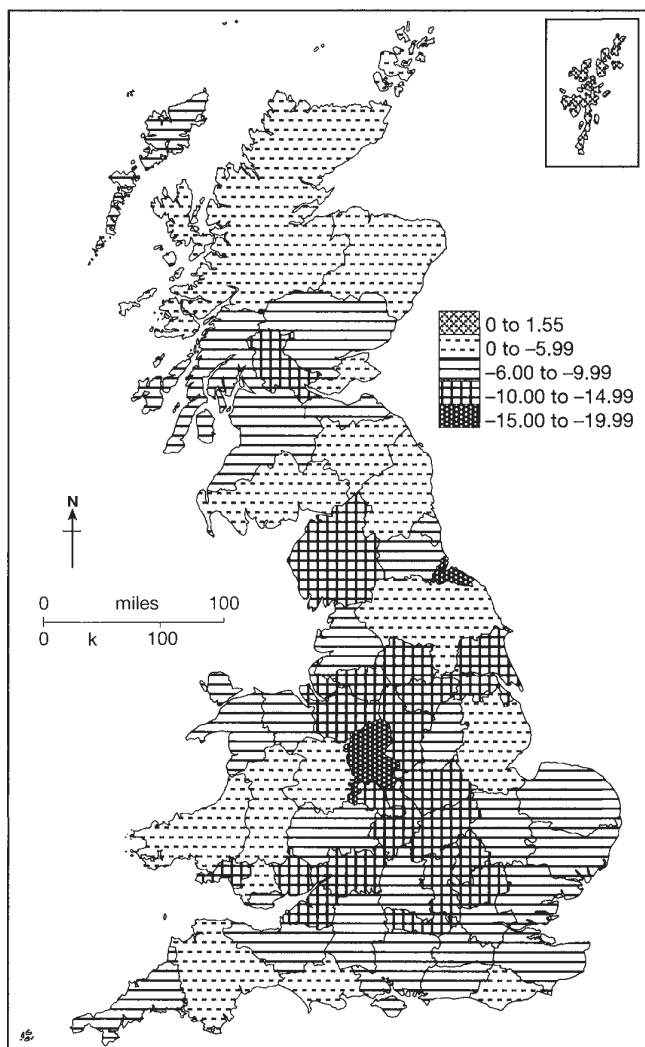 0 to 1.55
0 to –5.99
–6.00 to –9.99
–10.00 to –14.99
–15.00 to –19.99
N
0 miles 100
0 k 100